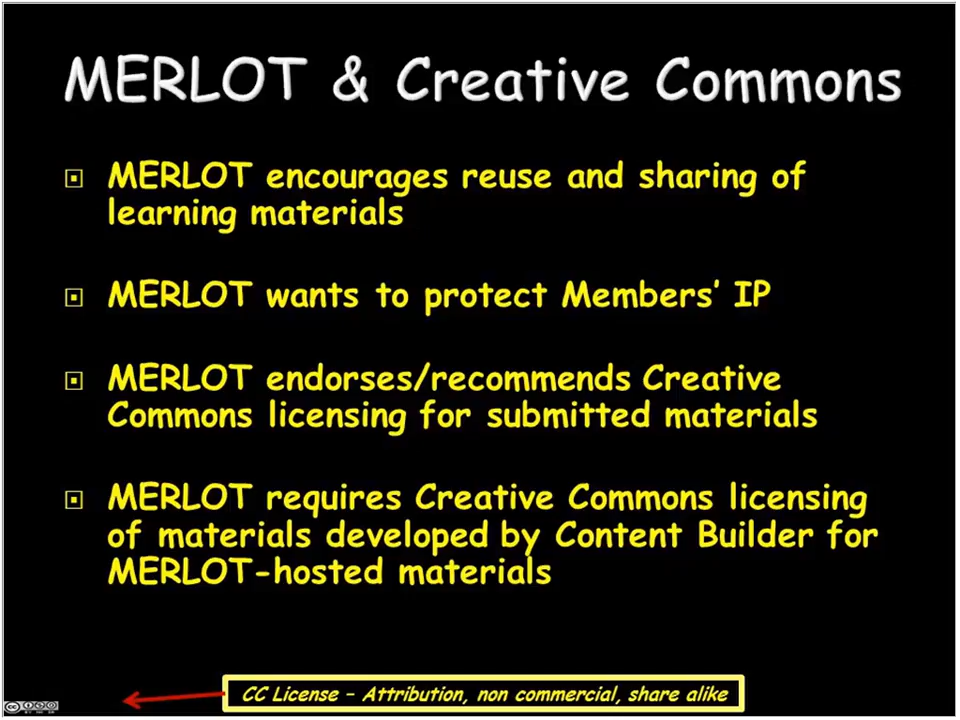 MERLOT & Creative Commons
MERLOT encourages reuse and sharing of
learning materials
MERLOT wants to protect Members’ IP
MERLOT endorses/recommends Creative
Commons licensing for submitted materials
MERLOT requires Creative Commons licensing
of materials developed by Content Builder for
MERLOT-hosted materials
CC License – Attribution, non commercial, share alike